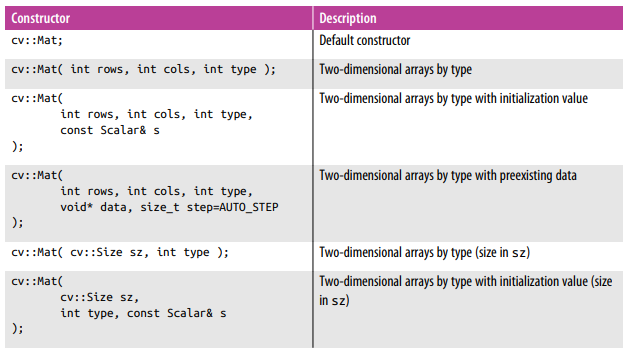 Constructor Description
cv::Mat; Default constructor
cv::Mat( int rows, int cols, int type ); Two-dimensional arrays by type
cv::Mat( Two-dimensional arrays by type with initialization value
int rows, int cols, int type,
const Scalar& s
);
cv::Mat( Two-dimensional arrays by type with preexisting data
int rows, int cols, int type,
void* data, size_t step=AUTO_STEP
);
cv::Mat( cv::Size sz, int type ); Two-dimensional arrays by type (size in sz)
cv::Mat( Two-dimensional arrays by type with initialization value (size
cv::Size sz, in sz)
int type, const Scalar& s
);